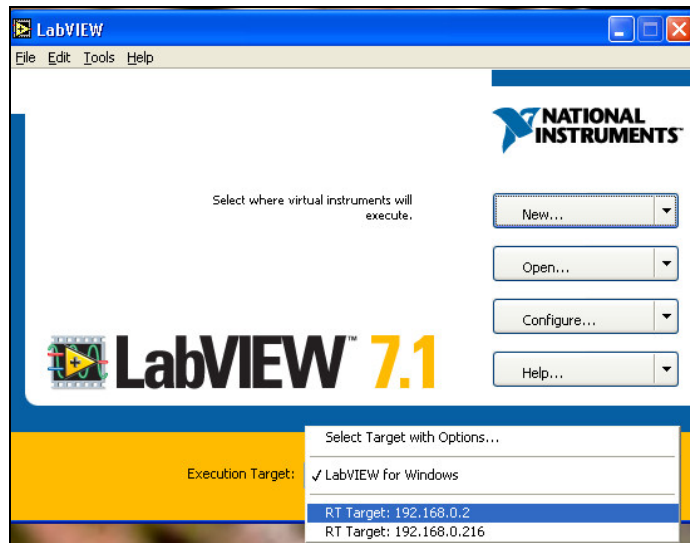 LabVIEW
File Edit Tools Help
NATIONAL
INSTRUMENTS™
Select where virtual instruments will
execute.
New...
Open...
Configure...
Help...
LabVIEW™ 7.1
Select Target with Options...
Execution Target:
✓ LabVIEW for Windows
RT Target: 192.168.0.2
RT Target: 192.168.0.216